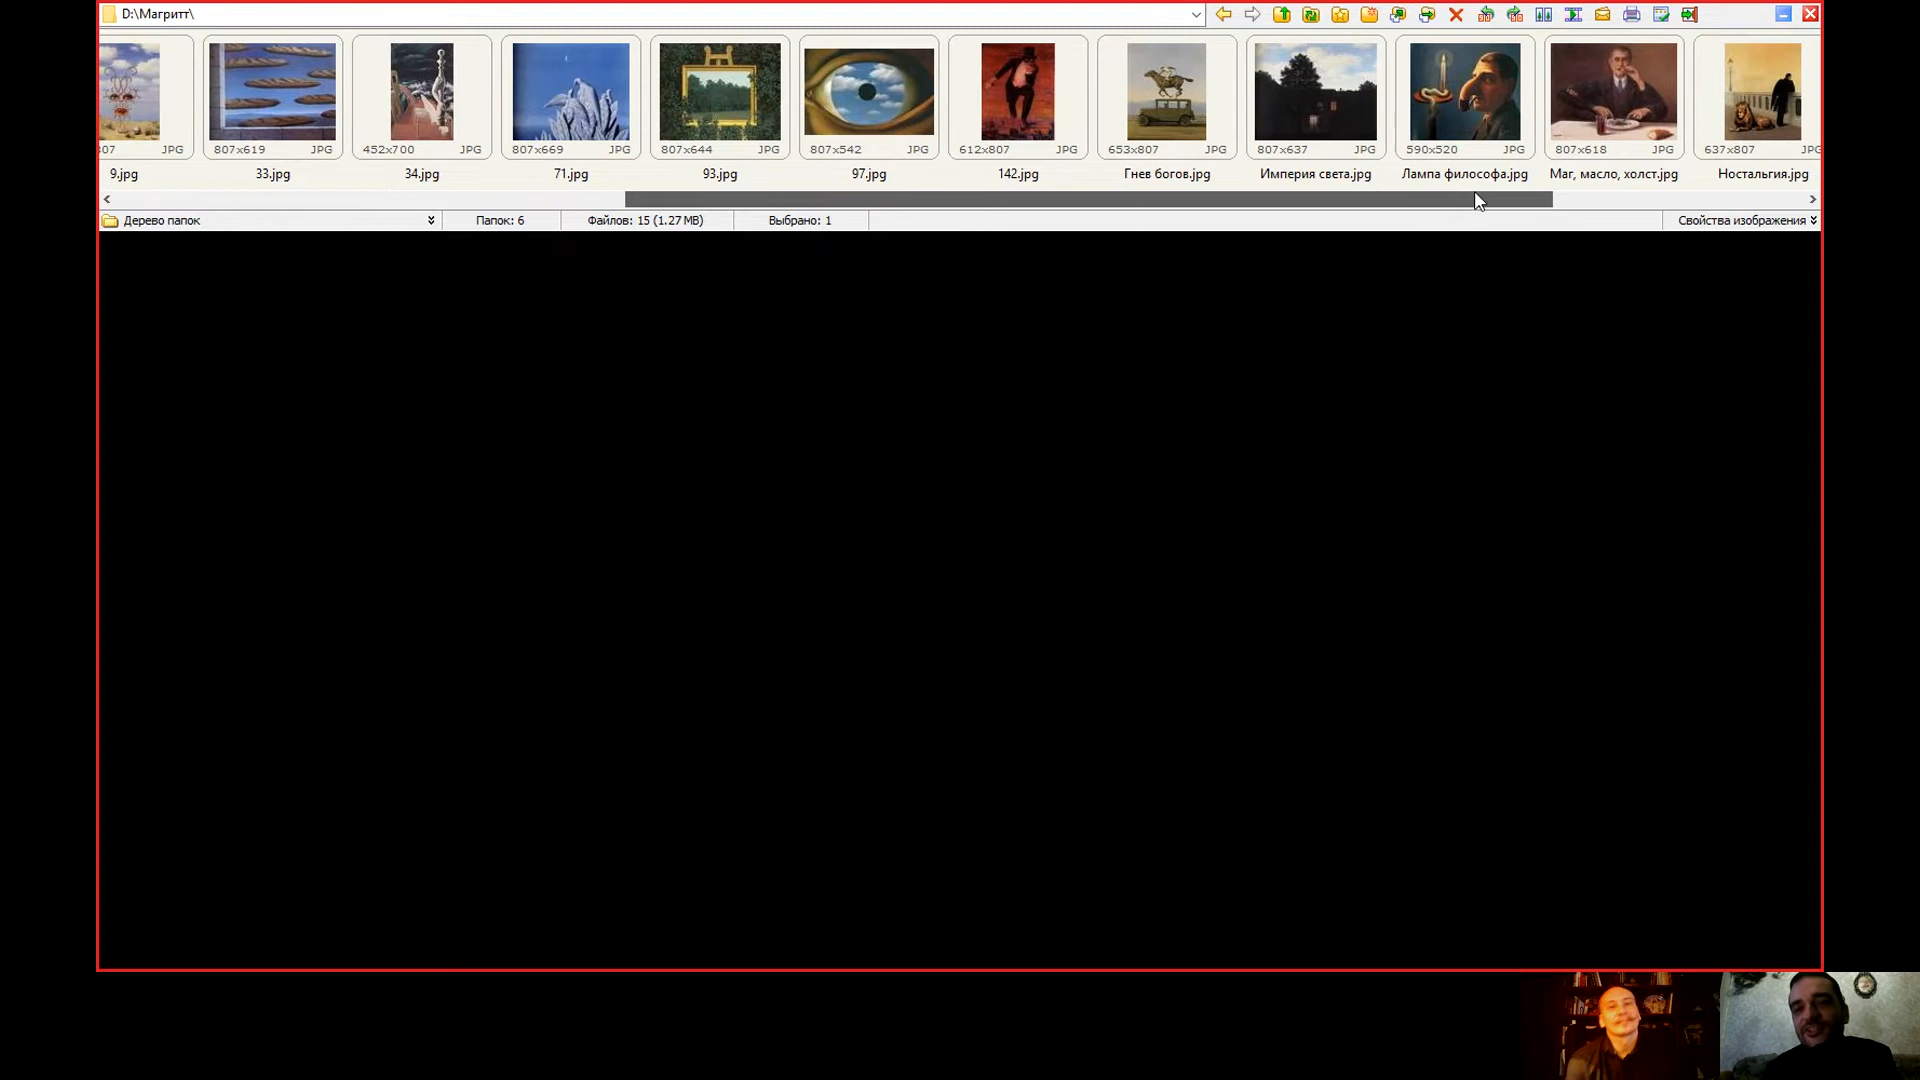 D:\Магритт\
807 JPG
807x619 JPG
452x700 JPG
807x669 JPG
807x644 JPG
807x542 JPG
612x807 JPG
653x807 JPG
807x637 JPG
590x520 JPG
807x618 JPG
637x807 JPG
9.jpg
33.jpg
34.jpg
71.jpg
93.jpg
97.jpg
142.jpg
Гнев богов.jpg
Империя света.jpg
Лампа философа.jpg
Маг, масло, холст.jpg
Ностальгия.jpg
Дерево папок
Папок: 6
Файлов: 15 (1.27 MB)
Выбрано: 1
Свойства изображения